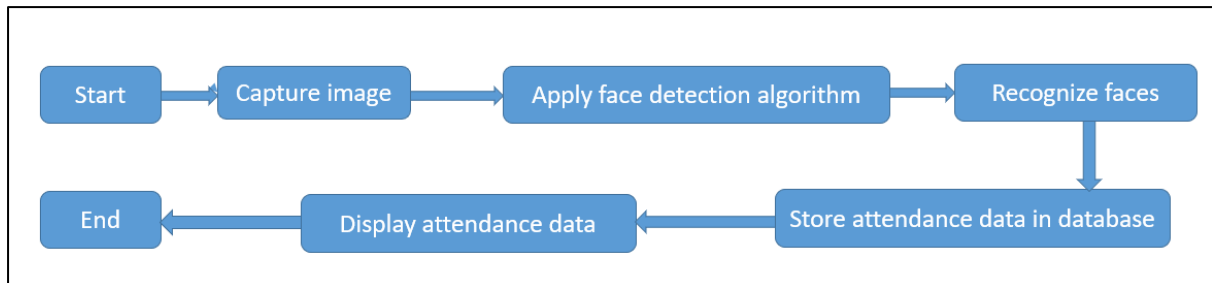 Start
Capture image
Apply face detection algorithm
Recognize faces
Store attendance data in database
Display attendance data
End